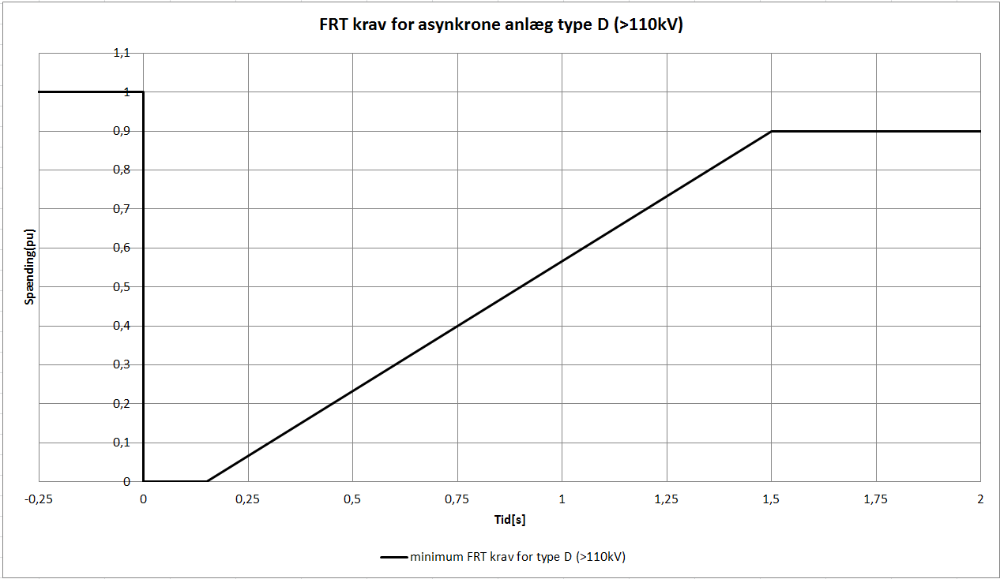 FRT krav for asynkrone anlæg type D (>110kV)
1,1
1
0,9
0,8
0,7
0,6
0,5
0,4
0,3
0,2
0,1
0
Spænding(pu)
-0,25 0 0,25 0,5 0,75 1 1,25 1,5 1,75 2
Tid[s]
minimum FRT krav for type D (>110kV)